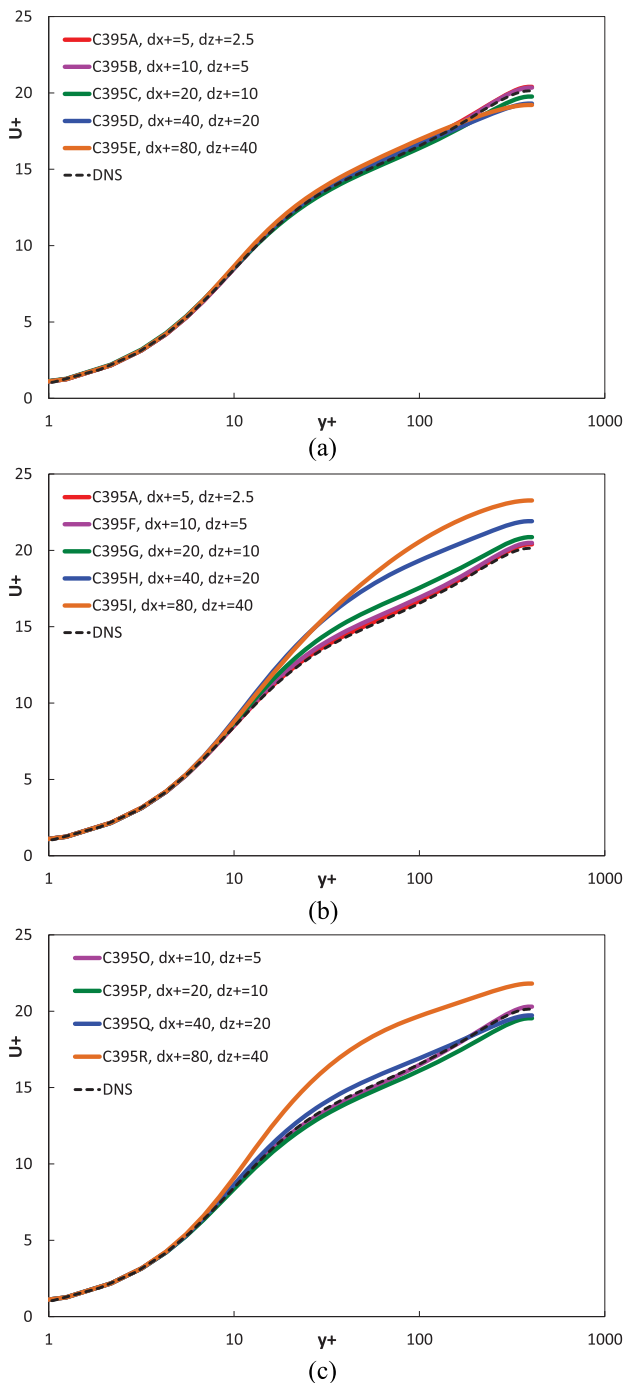 25
20
15
10
5
0
U+
C395A, dx+=5, dz+=2.5
C395B, dx+=10, dz+=5
C395C, dx+=20, dz+=10
C395D, dx+=40, dz+=20
C395E, dx+=80, dz+=40
DNS
1
10
100
1000
y+
(a)
25
20
15
10
5
0
U+
C395A, dx+=5, dz+=2.5
C395F, dx+=10, dz+=5
C395G, dx+=20, dz+=10
C395H, dx+=40, dz+=20
C395I, dx+=80, dz+=40
DNS
1
10
100
1000
y+
(b)
25
20
15
10
5
0
U+
C395O, dx+=10, dz+=5
C395P, dx+=20, dz+=10
C395Q, dx+=40, dz+=20
C395R, dx+=80, dz+=40
DNS
1
10
100
1000
y+
(c)